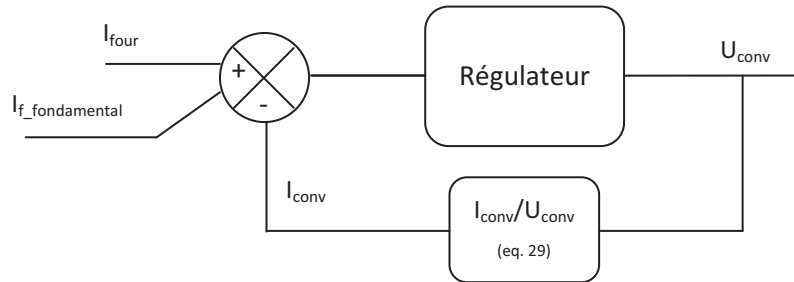 I_four
U_conv
+
Régulateur
I_f_fondamental
-
I_conv
I_conv/U_conv
(eq. 29)